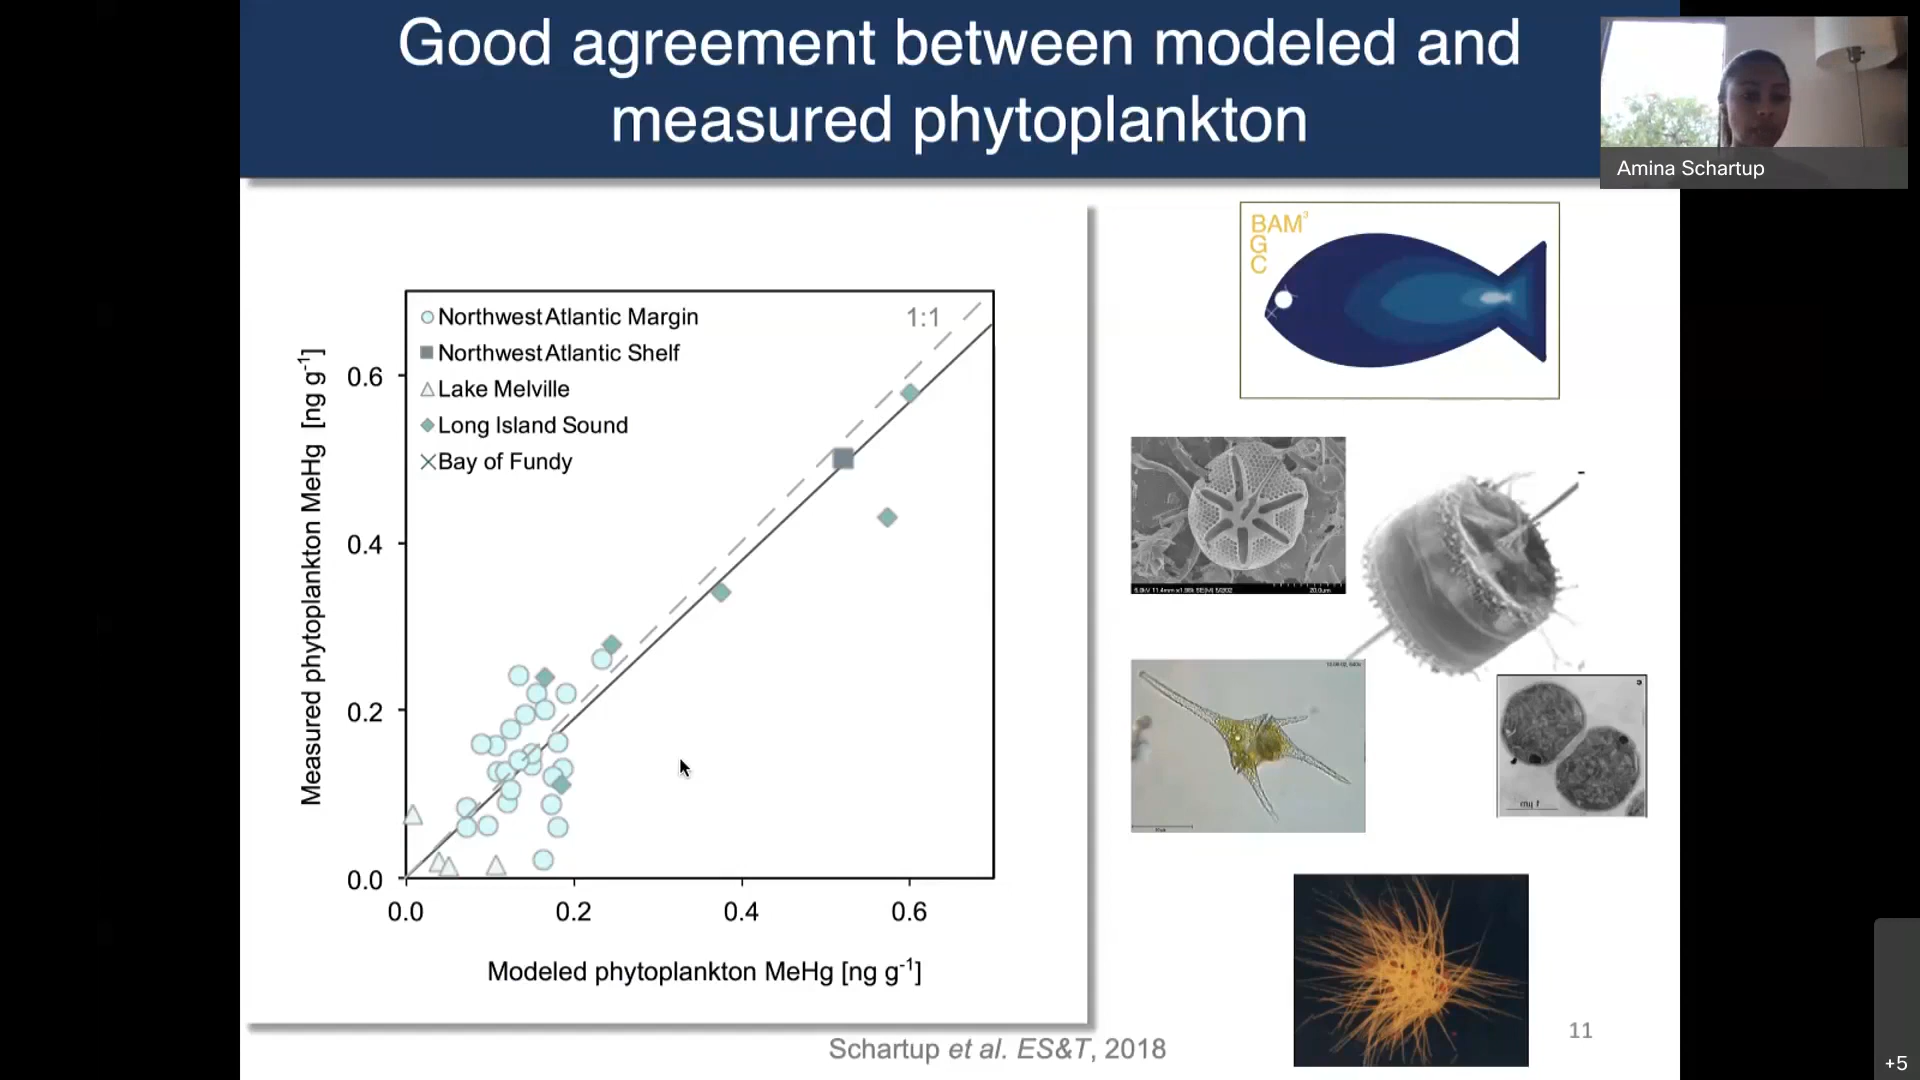 Good agreement between modeled and
measured phytoplankton
Amina Schartup
BAM³
G
C
1:1
Northwest Atlantic Margin
Northwest Atlantic Shelf
Lake Melville
Long Island Sound
Bay of Fundy
Measured phytoplankton MeHg [ng g⁻¹]
0.6
0.4
0.2
0.0
0.0 0.2 0.4 0.6
Modeled phytoplankton MeHg [ng g⁻¹]
20.0um
Schartup et al. ES&T, 2018
11
+5